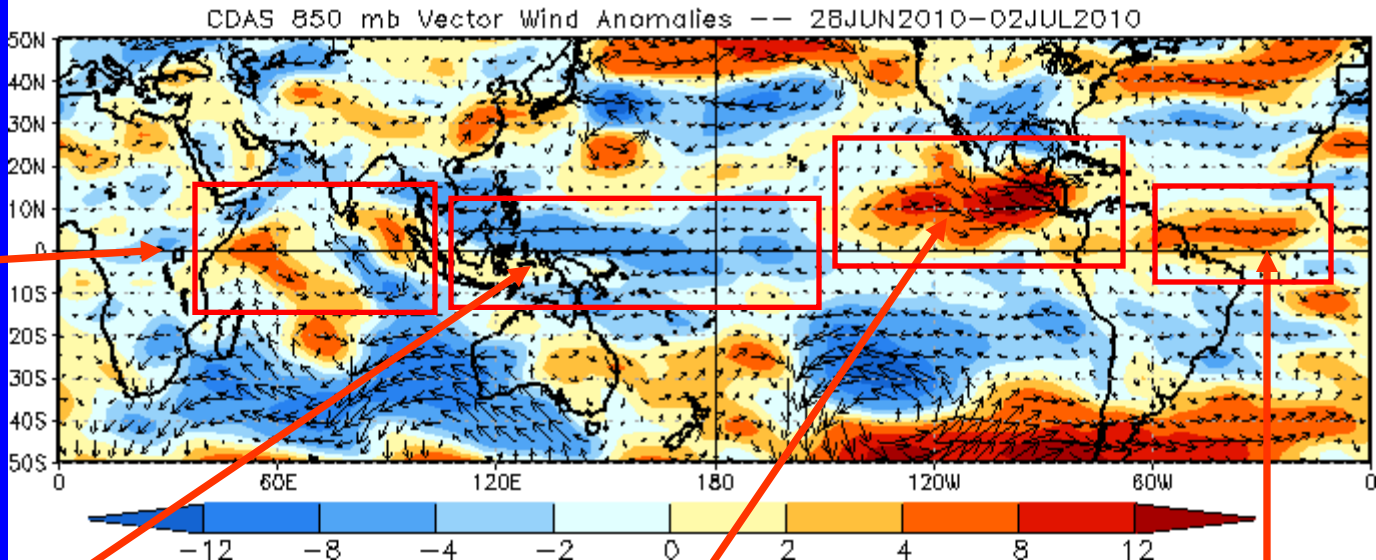 CDAS 850 mb Vector Wind Anomalies -- 28JUN2010-02JUL2010
50N
40N
30N
20N
10N
0
10S
20S
30S
40S
50S
0 60E 120E 180 120W 60W 0
-12 -8 -4 -2 0 2 4 8 12